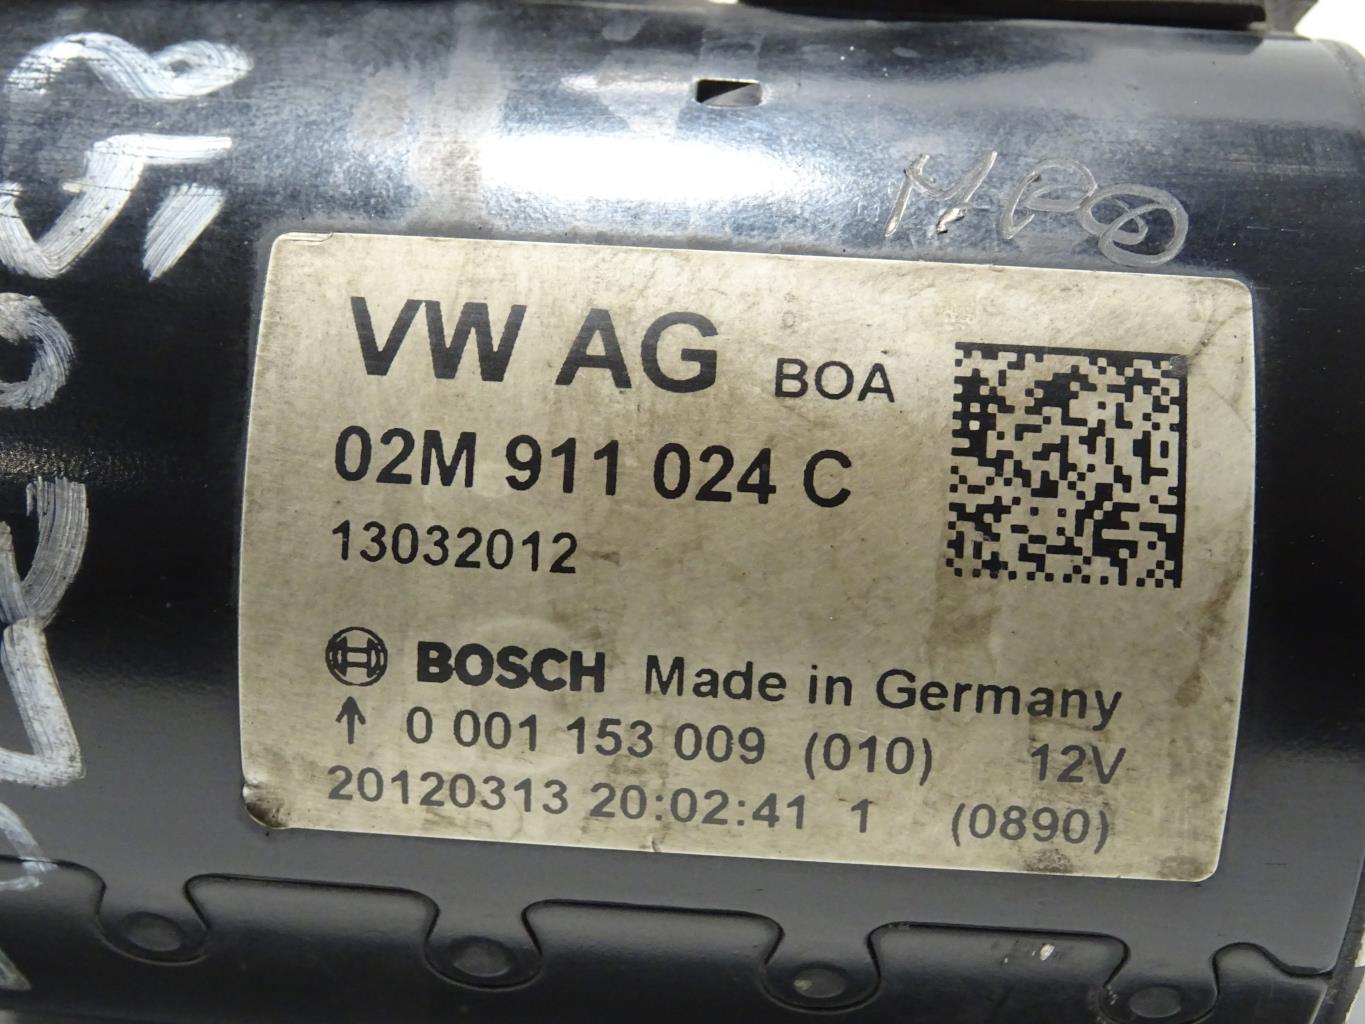 VW AG BOA
02M 911 024 C
13032012
BOSCH Made in Germany
↑ 0 001 153 009 (010) 12V
20120313 20:02:41 1 (0890)